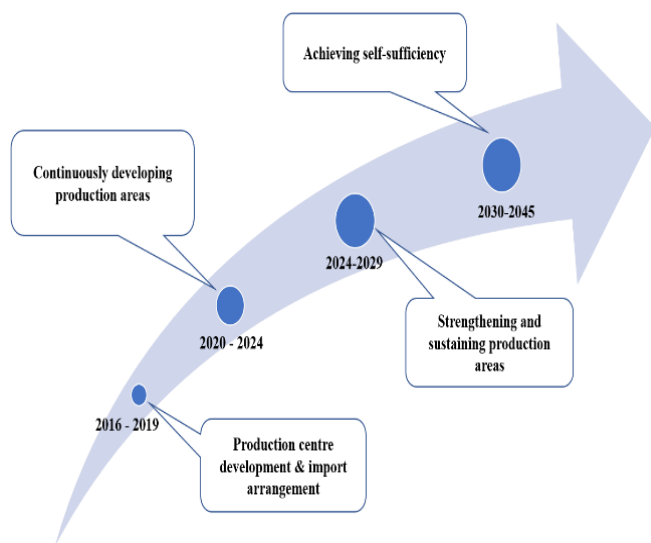 Achieving self-sufficiency
Continuously developing
production areas
2030-2045
2024-2029
2020 - 2024
Strengthening and
sustaining production
areas
2016 - 2019
Production centre
development & import
arrangement